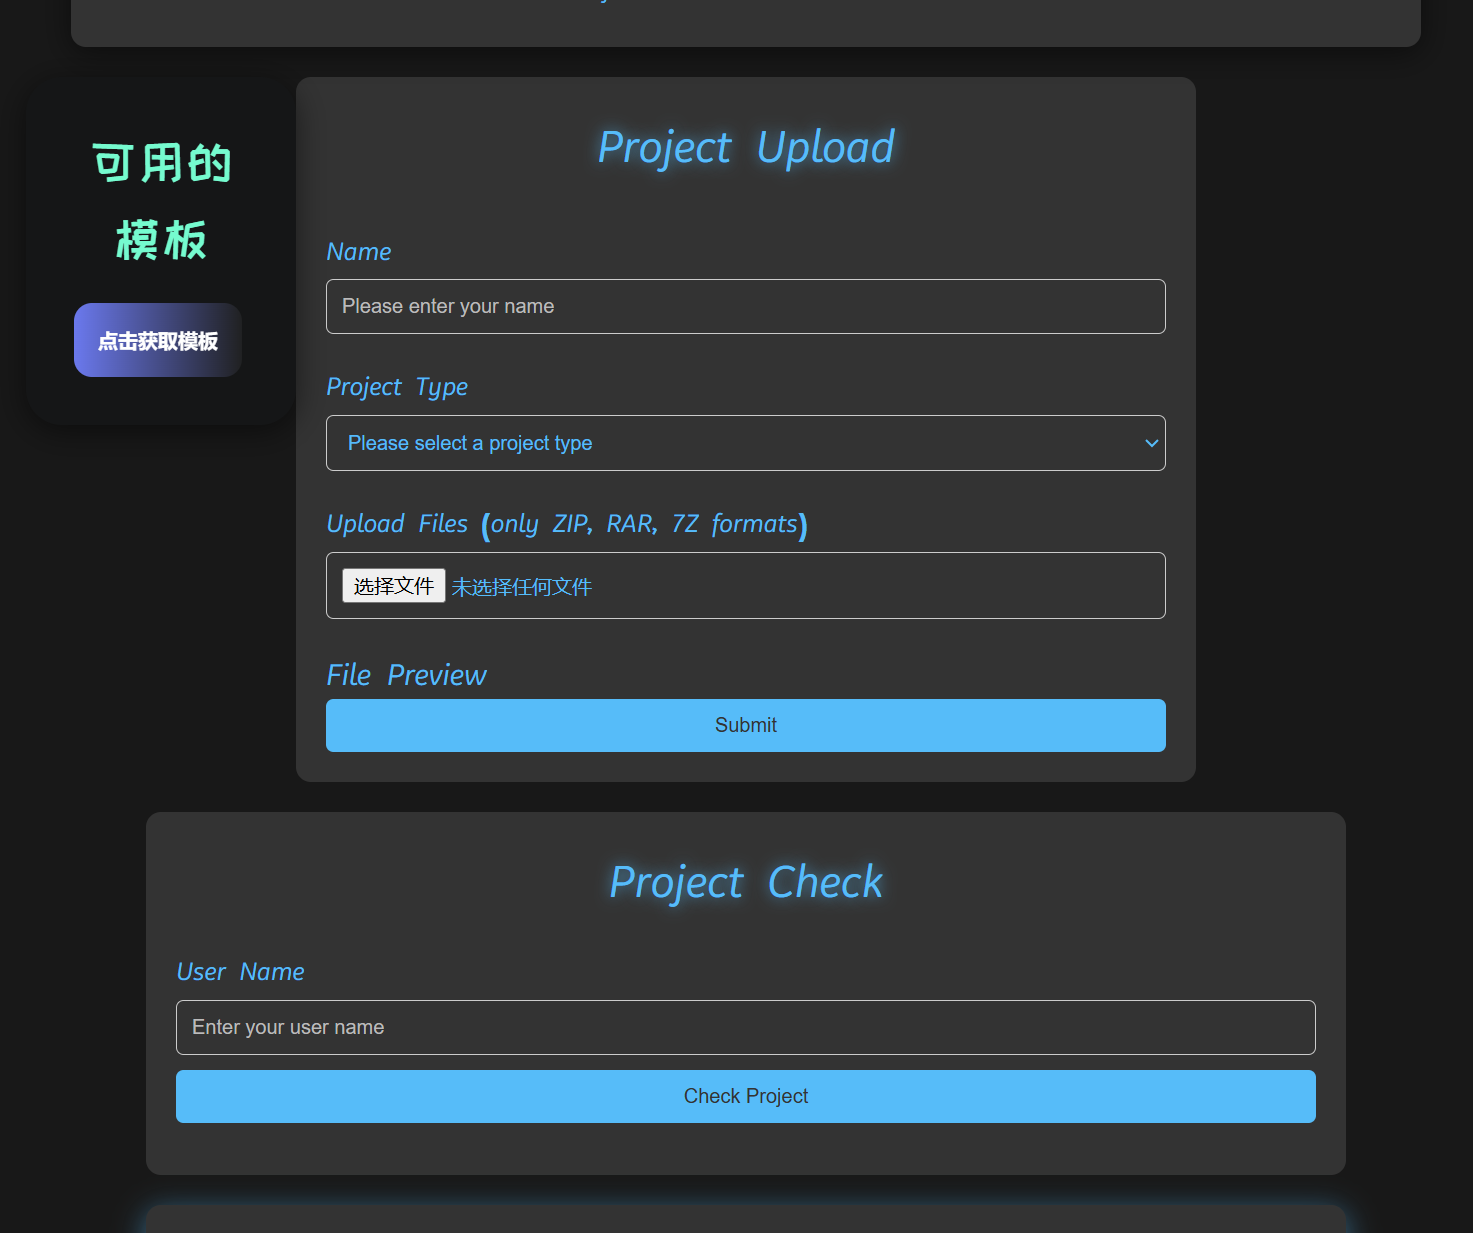 可用的
模板
点击获取模板
Project Upload
Name
Please enter your name
Project Type
Please select a project type
Upload Files (only ZIP, RAR, 7Z formats)
选择文件 未选择任何文件
File Preview
Submit
Project Check
User Name
Enter your user name
Check Project